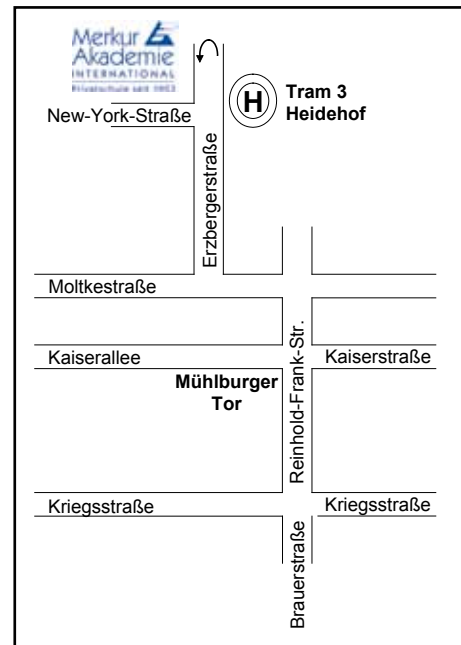 Merkur
Akademie
INTERNATIONAL
Privatschule seit 1953
New-York-Straße
H
Tram 3
Heidehof
Erzbergerstraße
Moltkestraße
Reinhold-Frank-Str.
Kaiserallee
Kaiserstraße
Mühlburger
Tor
Kriegsstraße
Kriegsstraße
Brauerstraße